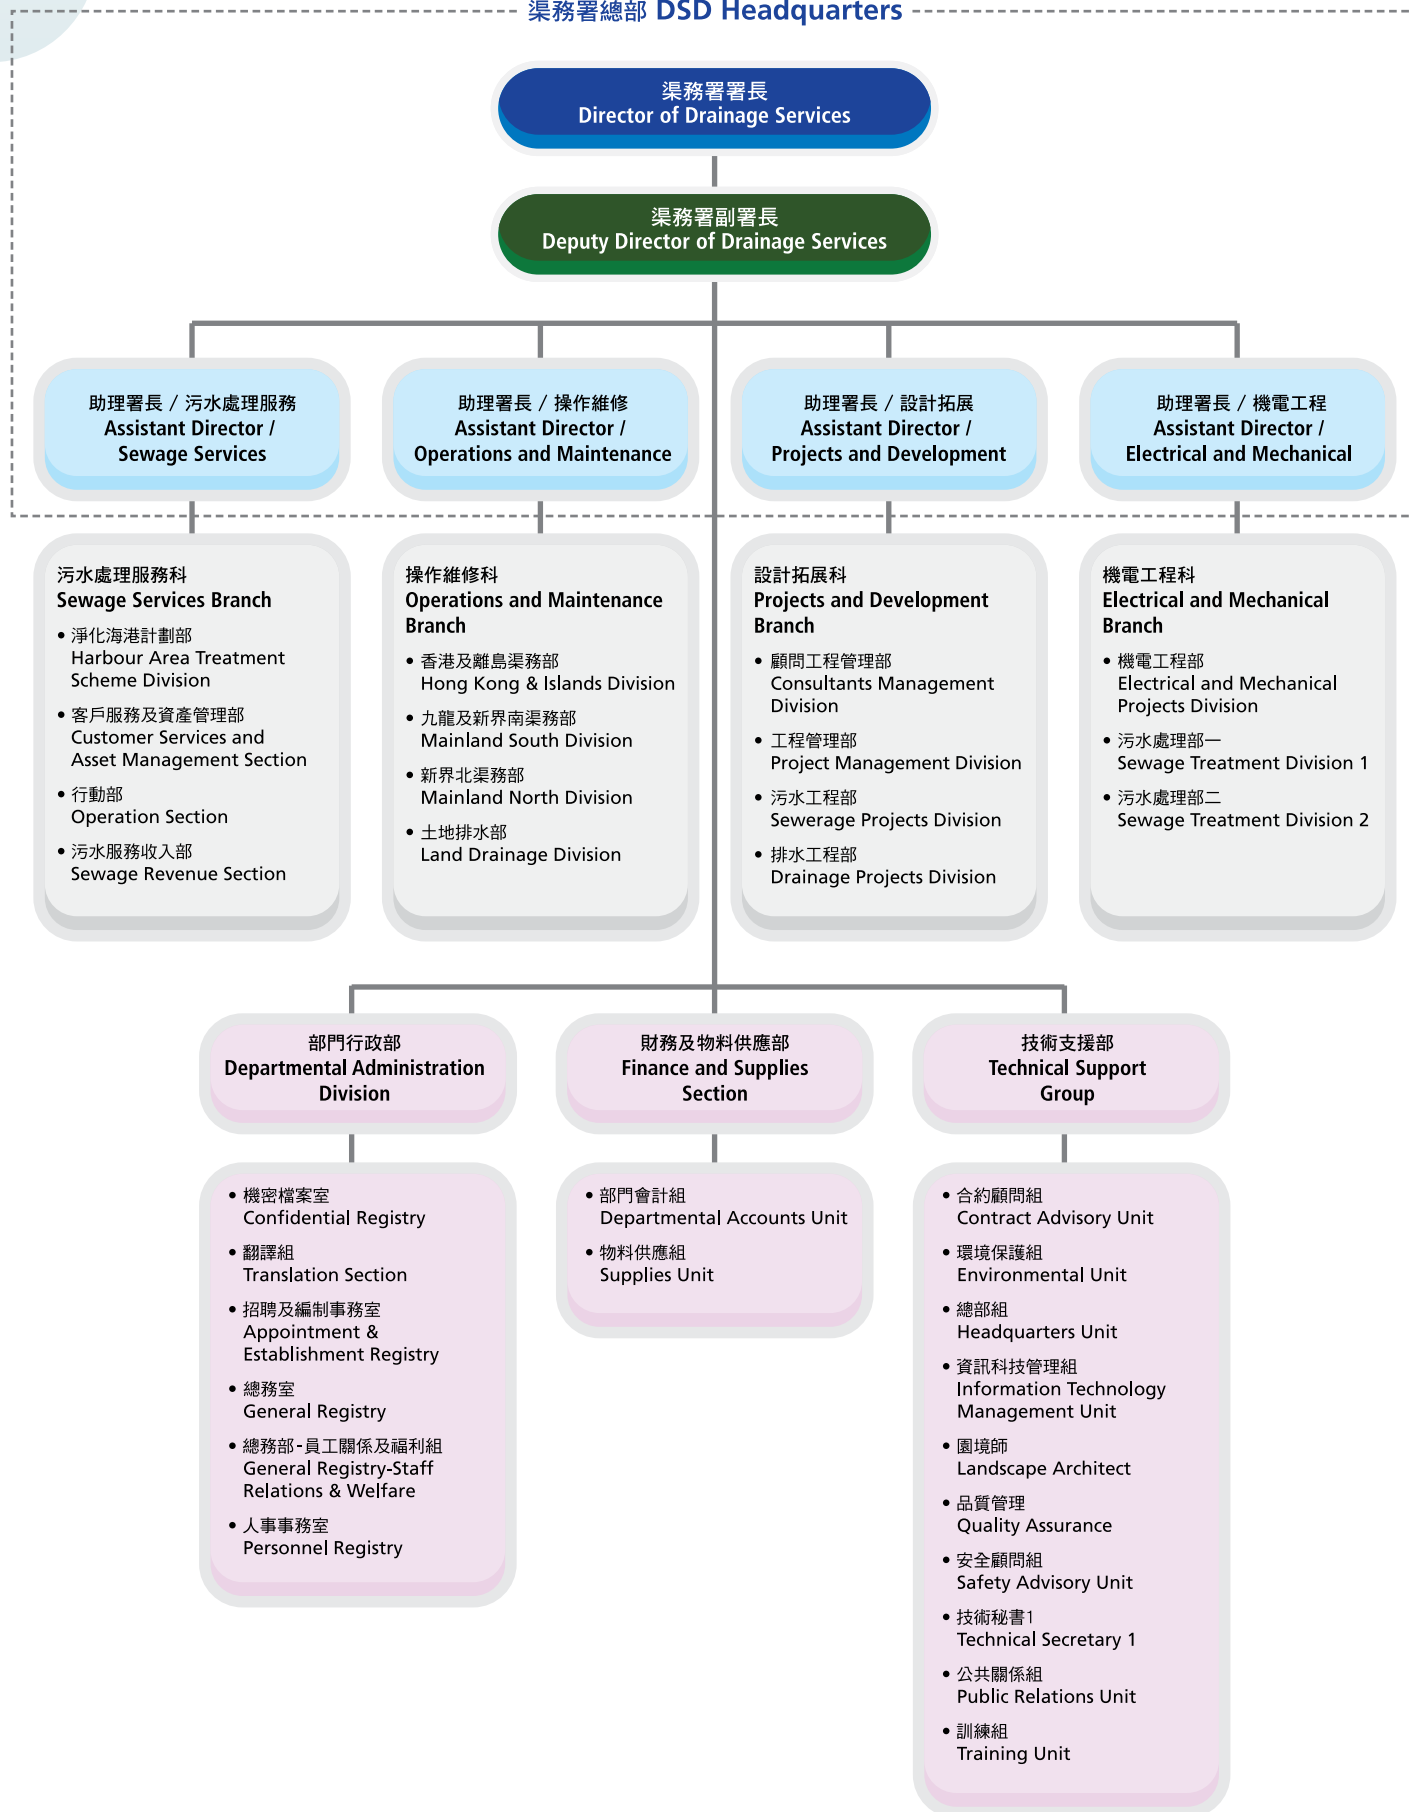 渠務署總部 DSD Headquarters
渠務署署長
Director of Drainage Services
渠務署副署長
Deputy Director of Drainage Services
助理署長 / 污水處理服務
Assistant Director /
Sewage Services
助理署長 / 操作維修
Assistant Director /
Operations and Maintenance
助理署長 / 設計拓展
Assistant Director /
Projects and Development
助理署長 / 機電工程
Assistant Director /
Electrical and Mechanical
污水處理服務科
Sewage Services Branch
• 淨化海港計劃部
Harbour Area Treatment
Scheme Division
• 客戶服務及資產管理部
Customer Services and
Asset Management Section
• 行動部
Operation Section
• 污水服務收入部
Sewage Revenue Section
操作維修科
Operations and Maintenance
Branch
• 香港及離島渠務部
Hong Kong & Islands Division
• 九龍及新界南渠務部
Mainland South Division
• 新界北渠務部
Mainland North Division
• 土地排水部
Land Drainage Division
設計拓展科
Projects and Development
Branch
• 顧問工程管理部
Consultants Management
Division
• 工程管理部
Project Management Division
• 污水工程部
Sewerage Projects Division
• 排水工程部
Drainage Projects Division
機電工程科
Electrical and Mechanical
Branch
• 機電工程部
Electrical and Mechanical
Projects Division
• 污水處理部一
Sewage Treatment Division 1
• 污水處理部二
Sewage Treatment Division 2
部門行政部
Departmental Administration
Division
財務及物料供應部
Finance and Supplies
Section
技術支援部
Technical Support
Group
• 機密檔案室
Confidential Registry
• 翻譯組
Translation Section
• 招聘及編制事務室
Appointment &
Establishment Registry
• 總務室
General Registry
• 總務部-員工關係及福利組
General Registry-Staff
Relations & Welfare
• 人事事務室
Personnel Registry
• 部門會計組
Departmental Accounts Unit
• 物料供應組
Supplies Unit
• 合約顧問組
Contract Advisory Unit
• 環境保護組
Environmental Unit
• 總部組
Headquarters Unit
• 資訊科技管理組
Information Technology
Management Unit
• 園境師
Landscape Architect
• 品質管理
Quality Assurance
• 安全顧問組
Safety Advisory Unit
• 技術秘書1
Technical Secretary 1
• 公共關係組
Public Relations Unit
• 訓練組
Training Unit